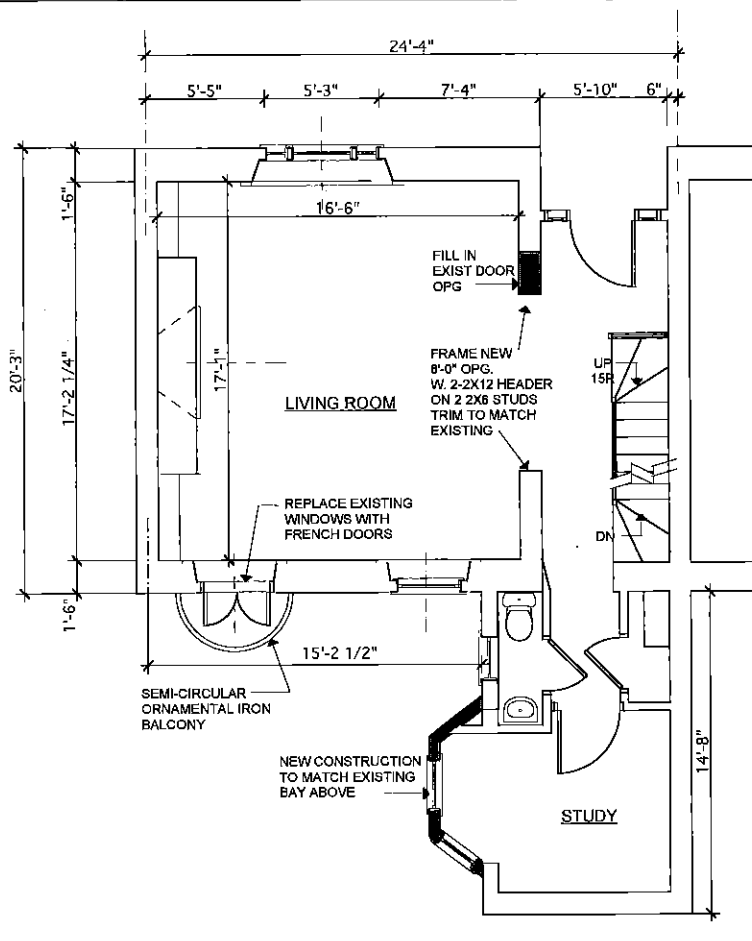 24'-4"
5'-5"
5'-3"
7'-4"
5'-10"
6"
1'-6"
16'-6"
FILL IN
EXIST DOOR
OPG
20'-3"
17'-2 1/4"
17'-1"
FRAME NEW
8'-0" OPG.
W. 2-2X12 HEADER
ON 2 2X6 STUDS
TRIM TO MATCH
EXISTING
UP
15R
LIVING ROOM
REPLACE EXISTING
WINDOWS WITH
FRENCH DOORS
DN
1'-6"
15'-2 1/2"
SEMI-CIRCULAR
ORNAMENTAL IRON
BALCONY
NEW CONSTRUCTION
TO MATCH EXISTING
BAY ABOVE
14'-8"
STUDY